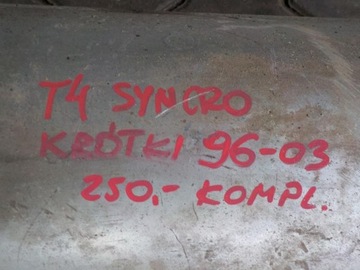 T4 SYNCRO
KRÓTKI 96-03
250,- KOMPL.